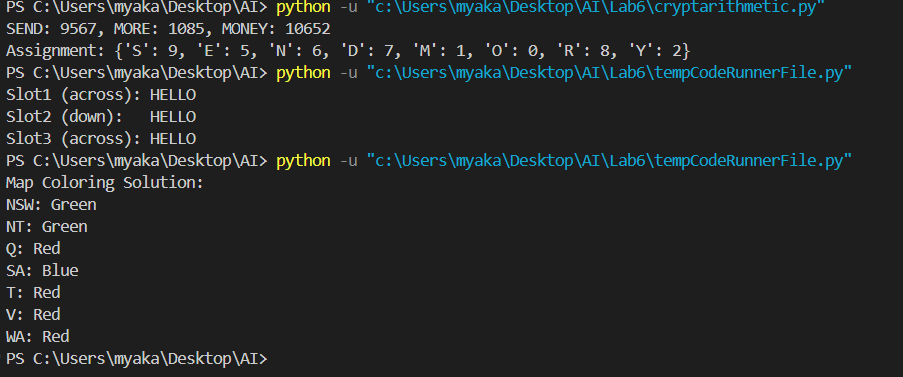 PS C:\Users\myaka\Desktop\AI> python -u "c:\Users\myaka\Desktop\AI\Lab6\cryptarithmetic.py"
SEND: 9567, MORE: 1085, MONEY: 10652
Assignment: {'S': 9, 'E': 5, 'N': 6, 'D': 7, 'M': 1, 'O': 0, 'R': 8, 'Y': 2}
PS C:\Users\myaka\Desktop\AI> python -u "c:\Users\myaka\Desktop\AI\Lab6\tempCodeRunnerFile.py"
Slot1 (across): HELLO
Slot2 (down):   HELLO
Slot3 (across): HELLO
PS C:\Users\myaka\Desktop\AI> python -u "c:\Users\myaka\Desktop\AI\Lab6\tempCodeRunnerFile.py"
Map Coloring Solution:
NSW: Green
NT: Green
Q: Red
SA: Blue
T: Red
V: Red
WA: Red
PS C:\Users\myaka\Desktop\AI>